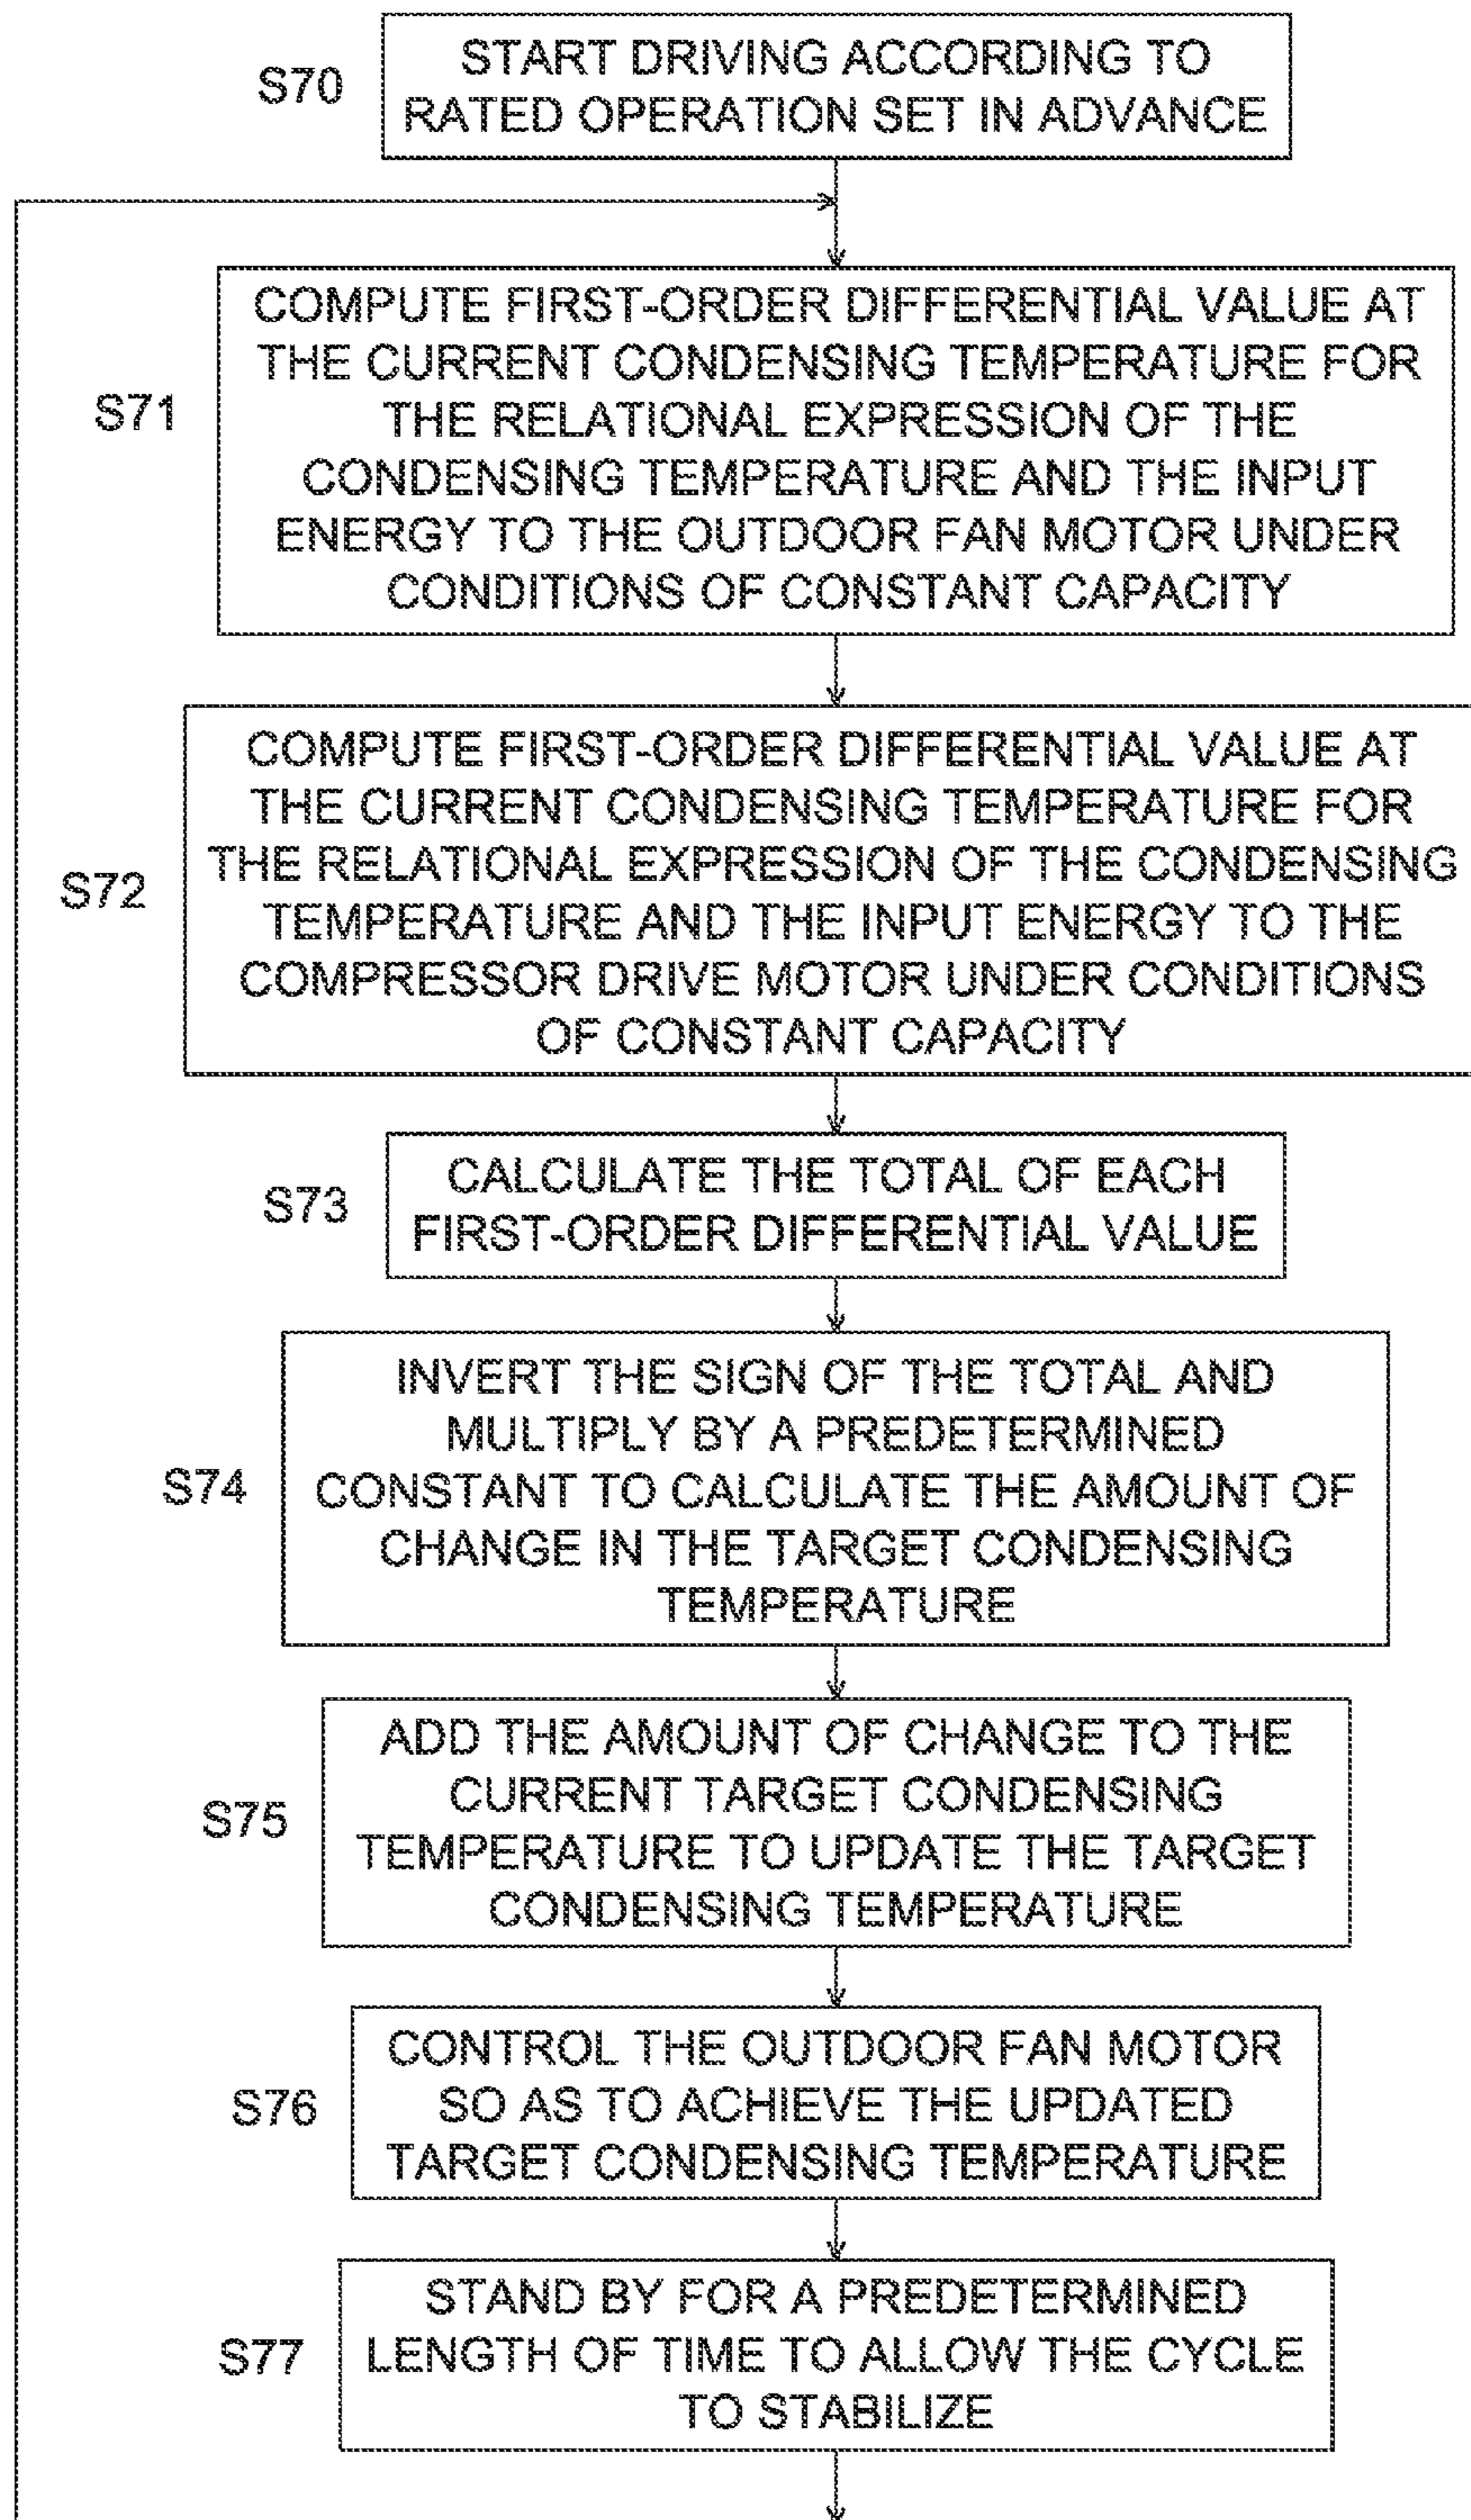 S70
START DRIVING ACCORDING TO
RATED OPERATION SET IN ADVANCE
S71
COMPUTE FIRST-ORDER DIFFERENTIAL VALUE AT
THE CURRENT CONDENSING TEMPERATURE FOR
THE RELATIONAL EXPRESSION OF THE
CONDENSING TEMPERATURE AND THE INPUT
ENERGY TO THE OUTDOOR FAN MOTOR UNDER
CONDITIONS OF CONSTANT CAPACITY
S72
COMPUTE FIRST-ORDER DIFFERENTIAL VALUE AT
THE CURRENT CONDENSING TEMPERATURE FOR
THE RELATIONAL EXPRESSION OF THE CONDENSING
TEMPERATURE AND THE INPUT ENERGY TO THE
COMPRESSOR DRIVE MOTOR UNDER CONDITIONS
OF CONSTANT CAPACITY
S73
CALCULATE THE TOTAL OF EACH
FIRST-ORDER DIFFERENTIAL VALUE
S74
INVERT THE SIGN OF THE TOTAL AND
MULTIPLY BY A PREDETERMINED
CONSTANT TO CALCULATE THE AMOUNT OF
CHANGE IN THE TARGET CONDENSING
TEMPERATURE
S75
ADD THE AMOUNT OF CHANGE TO THE
CURRENT TARGET CONDENSING
TEMPERATURE TO UPDATE THE TARGET
CONDENSING TEMPERATURE
S76
CONTROL THE OUTDOOR FAN MOTOR
SO AS TO ACHIEVE THE UPDATED
TARGET CONDENSING TEMPERATURE
S77
STAND BY FOR A PREDETERMINED
LENGTH OF TIME TO ALLOW THE CYCLE
TO STABILIZE